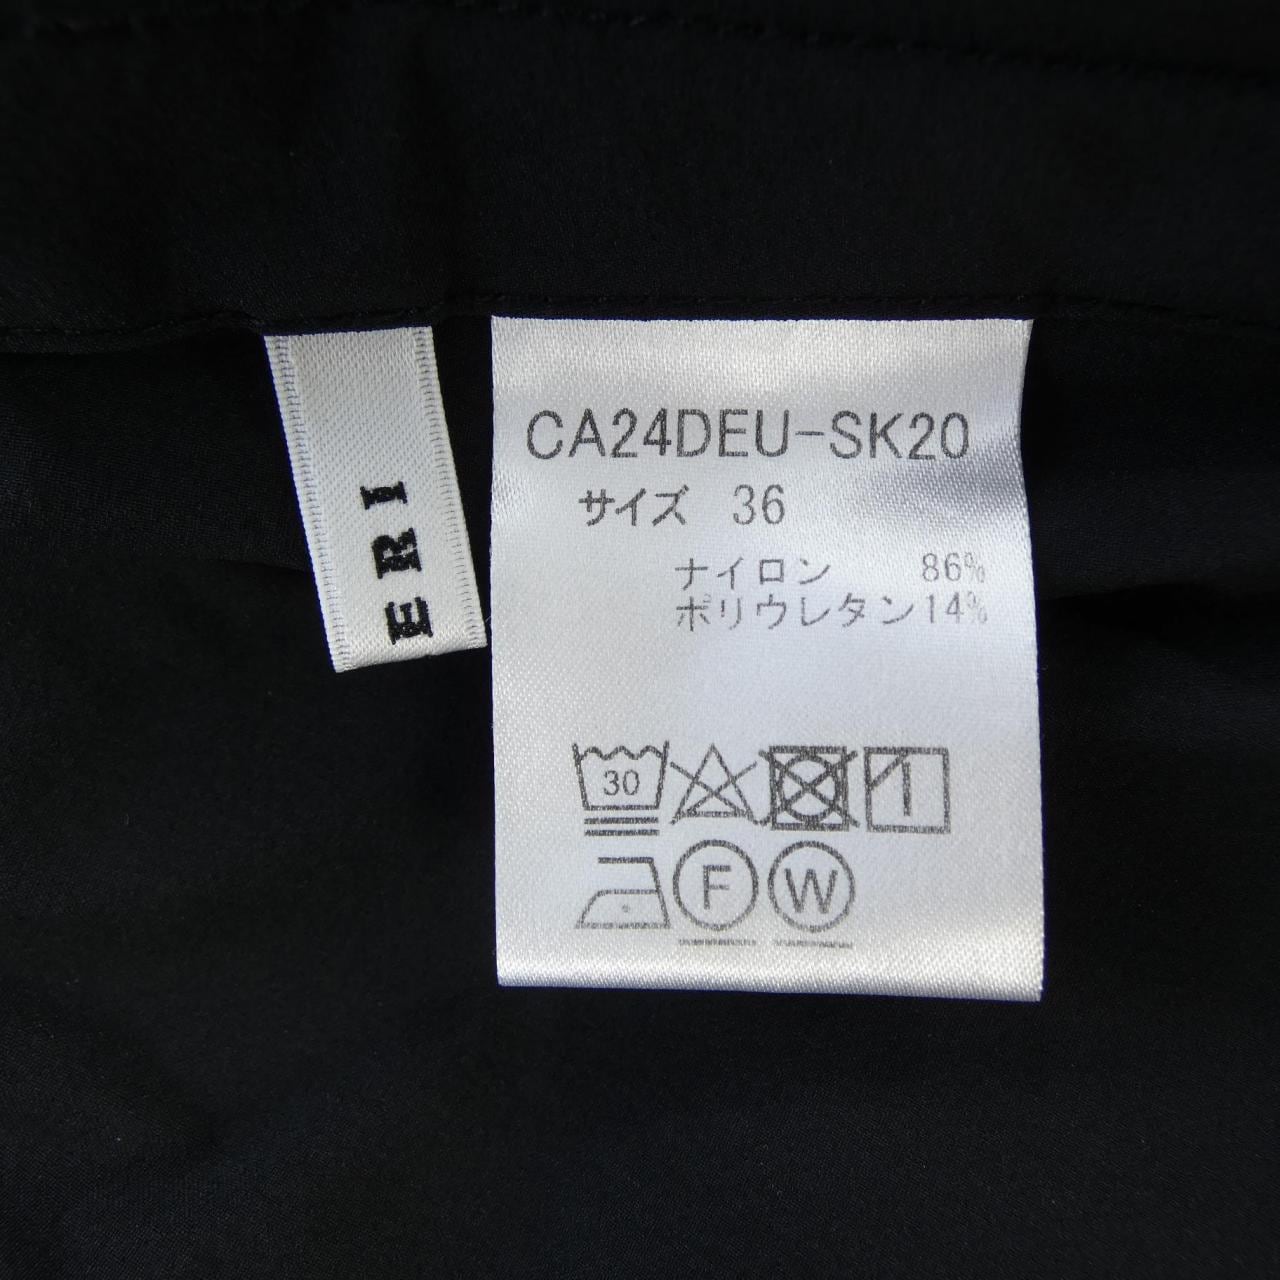 ERI
CA24DEU-SK20
サイズ 36
ナイロン 86%
ポリウレタン14%
30
F
W